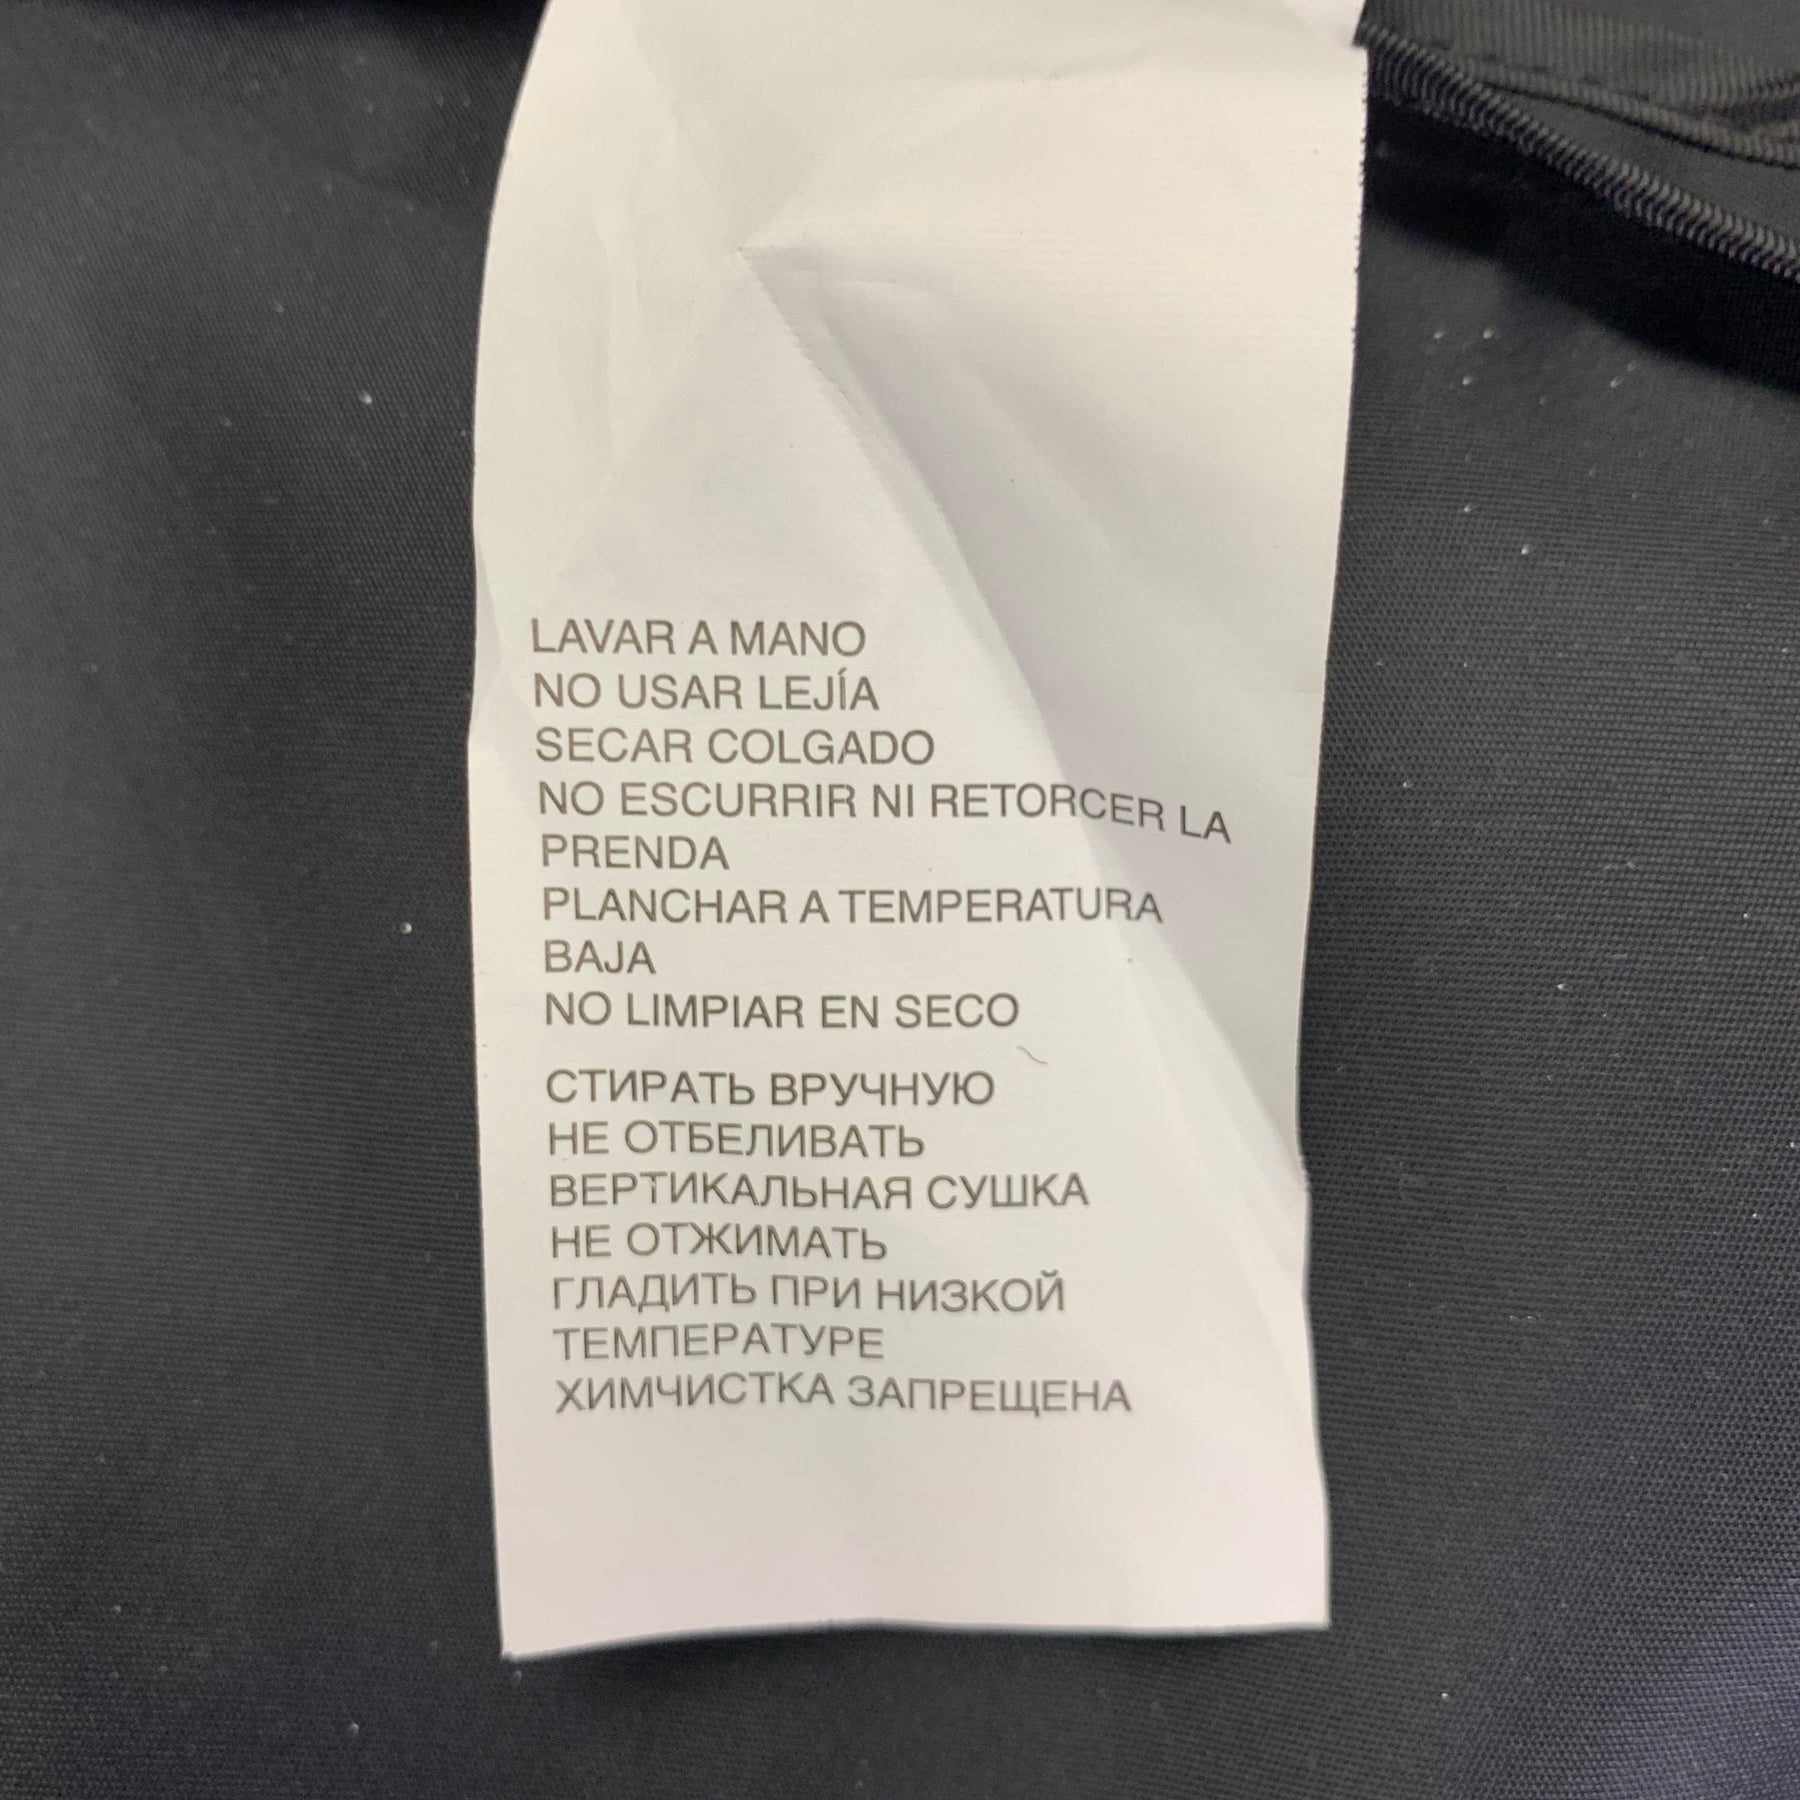 LAVAR A MANO
NO USAR LEJÍA
SECAR COLGADO
NO ESCURRIR NI RETORCER LA
PRENDA
PLANCHAR A TEMPERATURA
BAJA
NO LIMPIAR EN SECO
СТИРАТЬ ВРУЧНУЮ
НЕ ОТБЕЛИВАТЬ
ВЕРТИКАЛЬНАЯ СУШКА
НЕ ОТЖИМАТЬ
ГЛАДИТЬ ПРИ НИЗКОЙ
ТЕМПЕРАТУРЕ
ХИМЧИСТКА ЗАПРЕЩЕНА